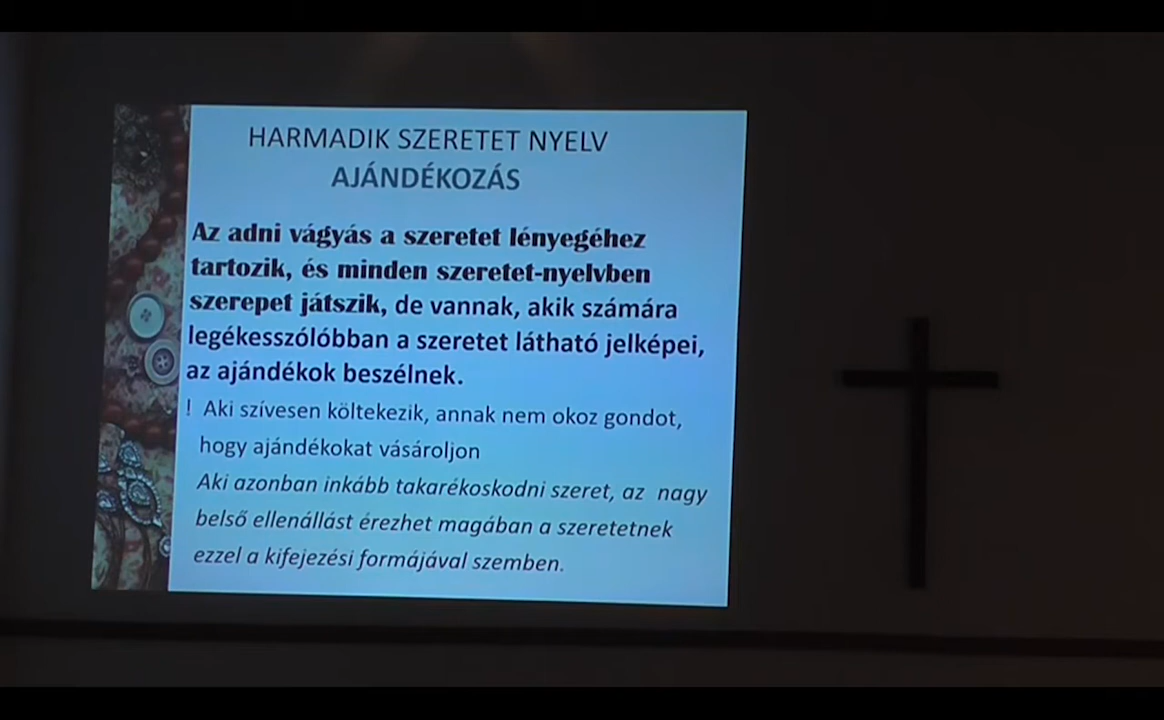 HARMADIK SZERETET NYELV
AJÁNDÉKOZÁS
Az adni vágyás a szeretet lényegéhez
tartozik, és minden szeretet-nyelvben
szerepet játszik, de vannak, akik számára
legékesszólóbban a szeretet látható jelképei,
az ajándékok beszélnek.
! Aki szívesen költekezik, annak nem okoz gondot,
hogy ajándékokat vásároljon
Aki azonban inkább takarékoskodni szeret, az nagy
belső ellenállást érezhet magában a szeretetnek
ezzel a kifejezési formájával szemben.